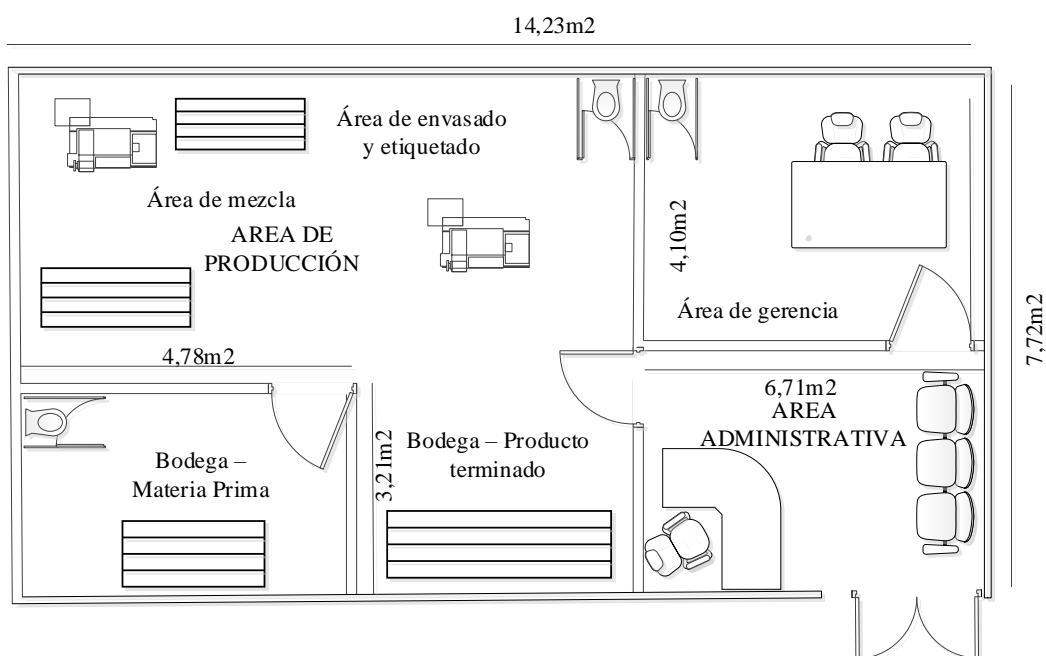 14,23m2
Área de envasado
y etiquetado
Área de mezcla
AREA DE
PRODUCCIÓN
4,10m2
Área de gerencia
7,72m2
4,78m2
6,71m2
AREA
ADMINISTRATIVA
3,21m2
Bodega – Producto
terminado
Bodega –
Materia Prima